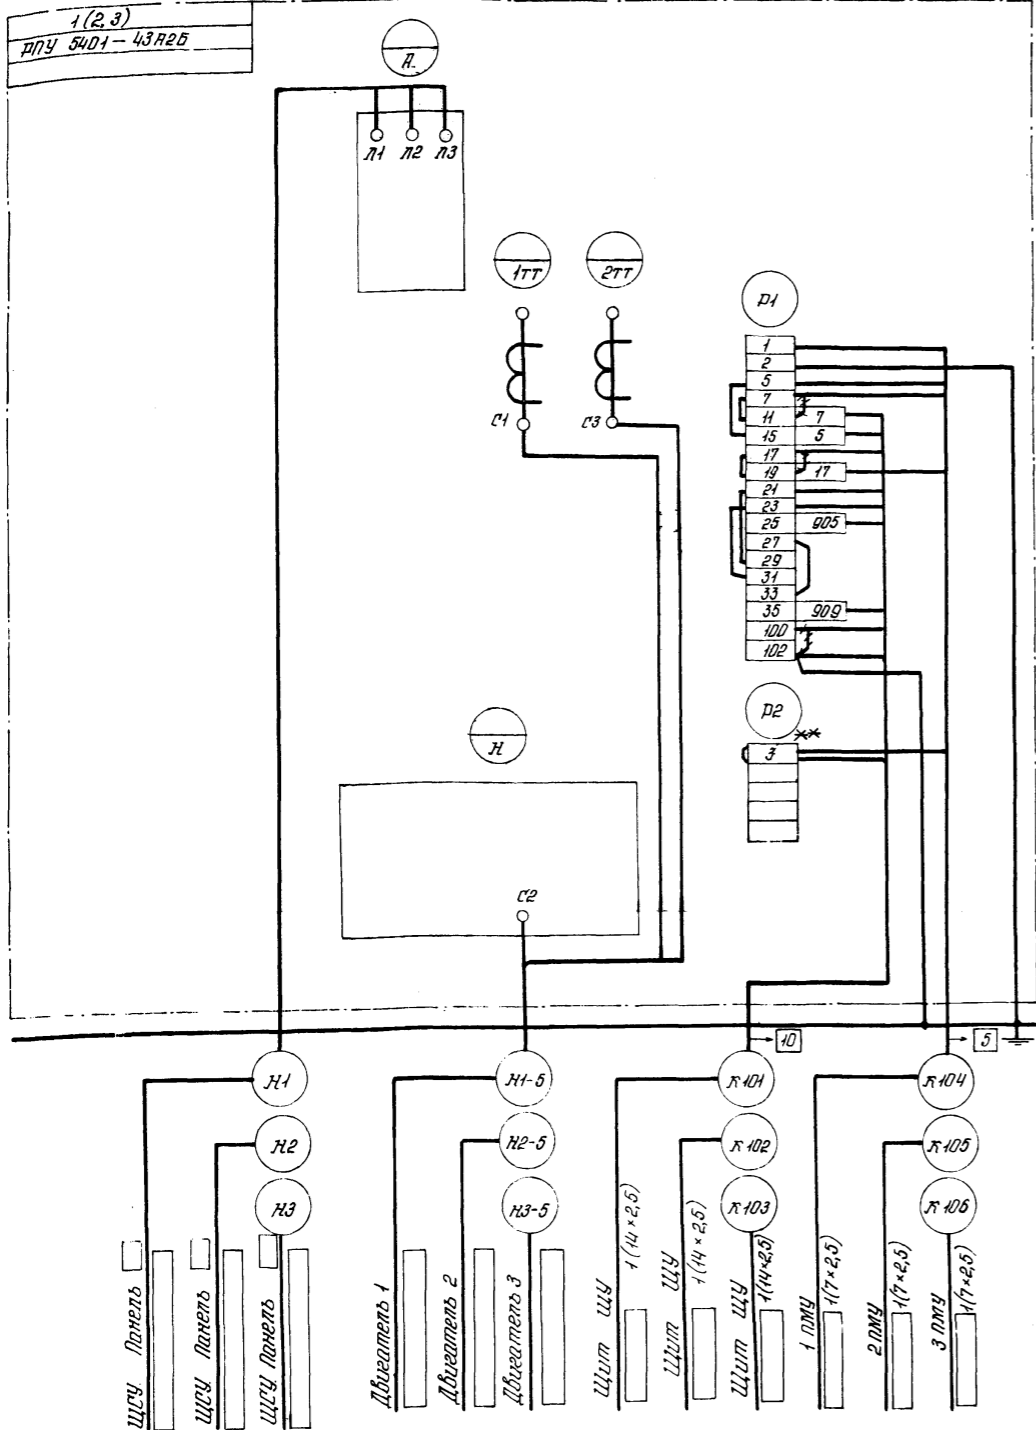 1(2,3)
РПУ 5401-43А2Б
А
Л1 Л2 Л3
1ТТ
2ТТ
С1
С3
Р1
1
2
5
7
11 7
15 5
17
19 17
21
23
25 905
27
29
31
33
35 909
100
102
Р2
**
3
Н
С2
10
5
Н1
Н1-5
К101
К104
Н2
Н2-5
К102
К105
Н3
Н3-5
К103
К106
ЩСУ Панель
ЩСУ Панель
ЩСУ Панель
Двигатель 1
Двигатель 2
Двигатель 3
Щит ЩУ 1(14×2,5)
Щит ЩУ 1(14×2,5)
Щит ЩУ 1(14×2,5)
1 ПМУ 1(7×2,5)
2 ПМУ 1(7×2,5)
3 ПМУ 1(7×2,5)